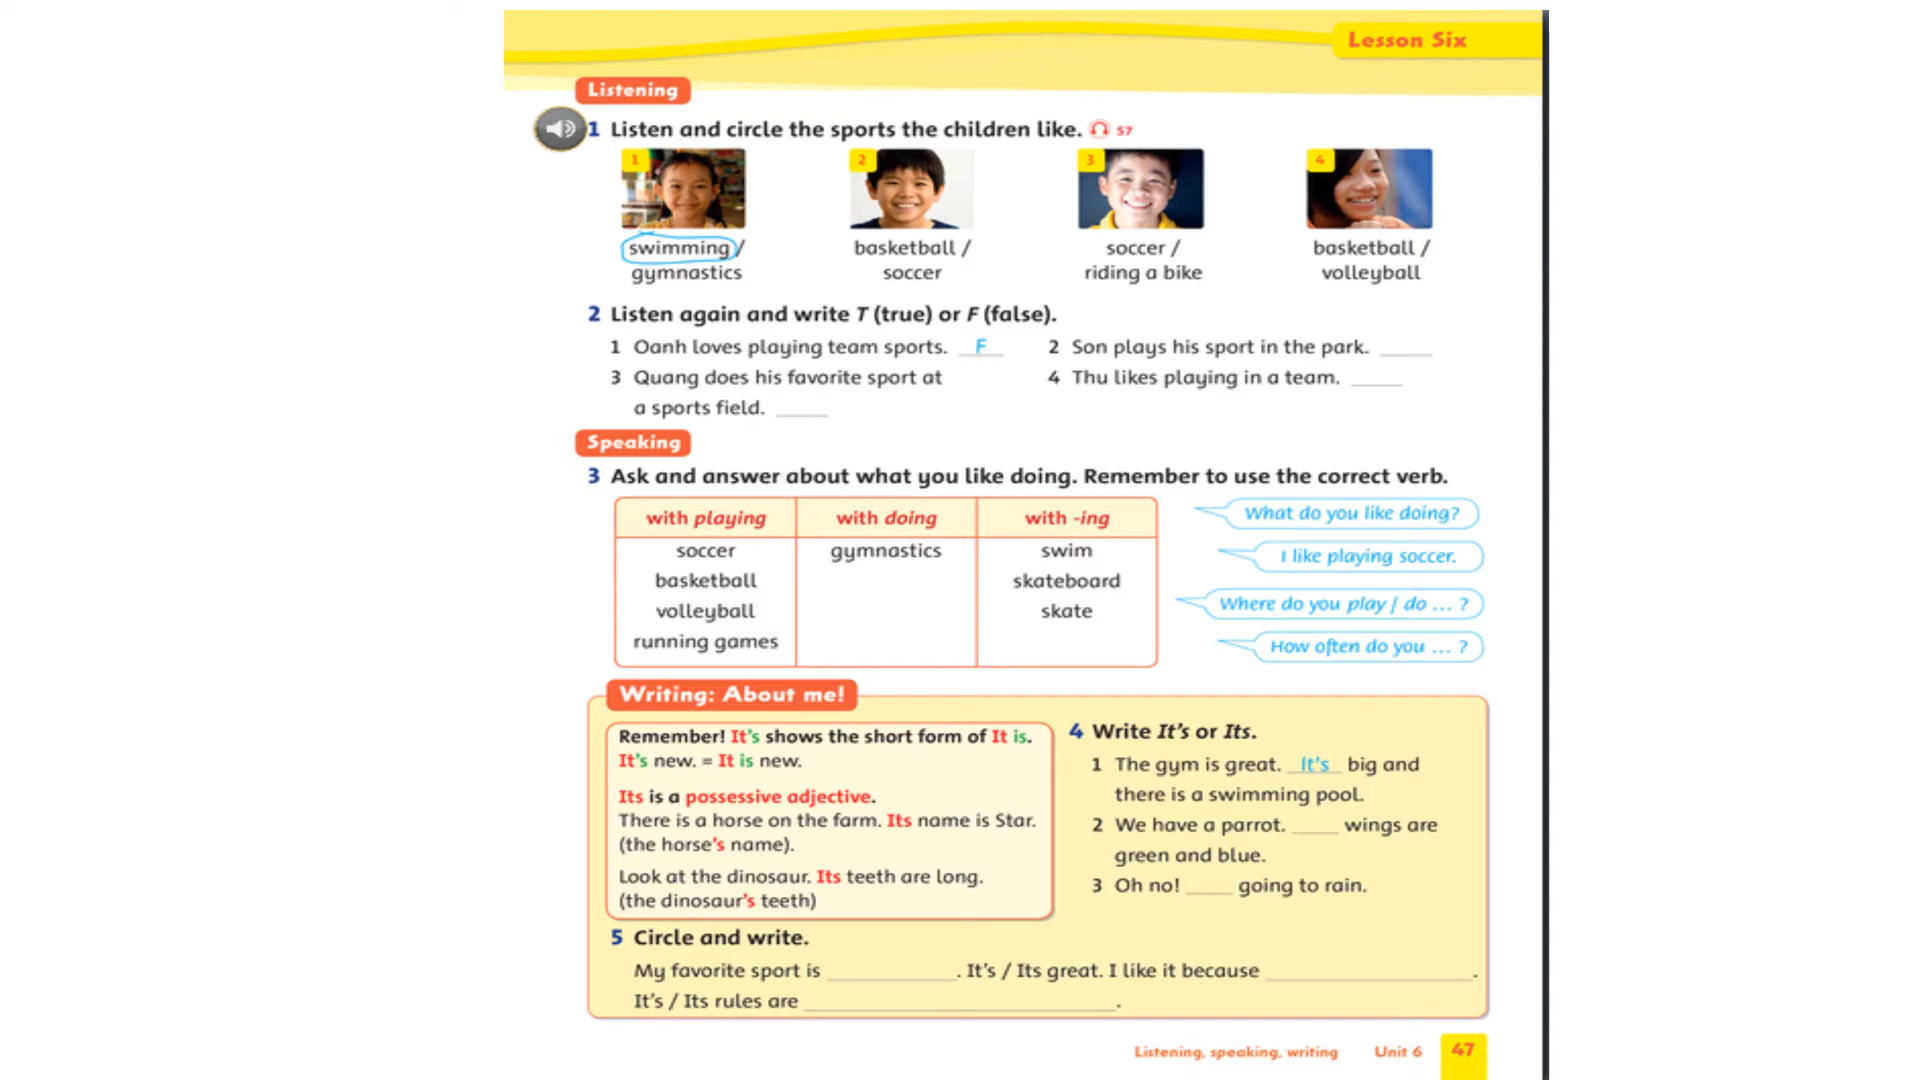 Lesson Six
Listening
1 Listen and circle the sports the children like. 57
1
2
3
4
swimming /
gymnastics
basketball /
soccer
soccer /
riding a bike
basketball /
volleyball
2 Listen again and write T (true) or F (false).
1 Oanh loves playing team sports. F
2 Son plays his sport in the park. ____
3 Quang does his favorite sport at
a sports field. ____
4 Thu likes playing in a team. ____
Speaking
3 Ask and answer about what you like doing. Remember to use the correct verb.
with playing
soccer
basketball
volleyball
running games
with doing
gymnastics
with -ing
swim
skateboard
skate
What do you like doing?
I like playing soccer.
Where do you play / do ... ?
How often do you ... ?
Writing: About me!
Remember! It's shows the short form of It is.
It's new. = It is new.
Its is a possessive adjective.
There is a horse on the farm. Its name is Star.
(the horse's name).
Look at the dinosaur. Its teeth are long.
(the dinosaur's teeth)
4 Write It's or Its.
1 The gym is great. It's big and
there is a swimming pool.
2 We have a parrot. ____ wings are
green and blue.
3 Oh no! ____ going to rain.
5 Circle and write.
My favorite sport is ____. It's / Its great. I like it because ____.
It's / Its rules are ____.
Listening, speaking, writing Unit 6 47